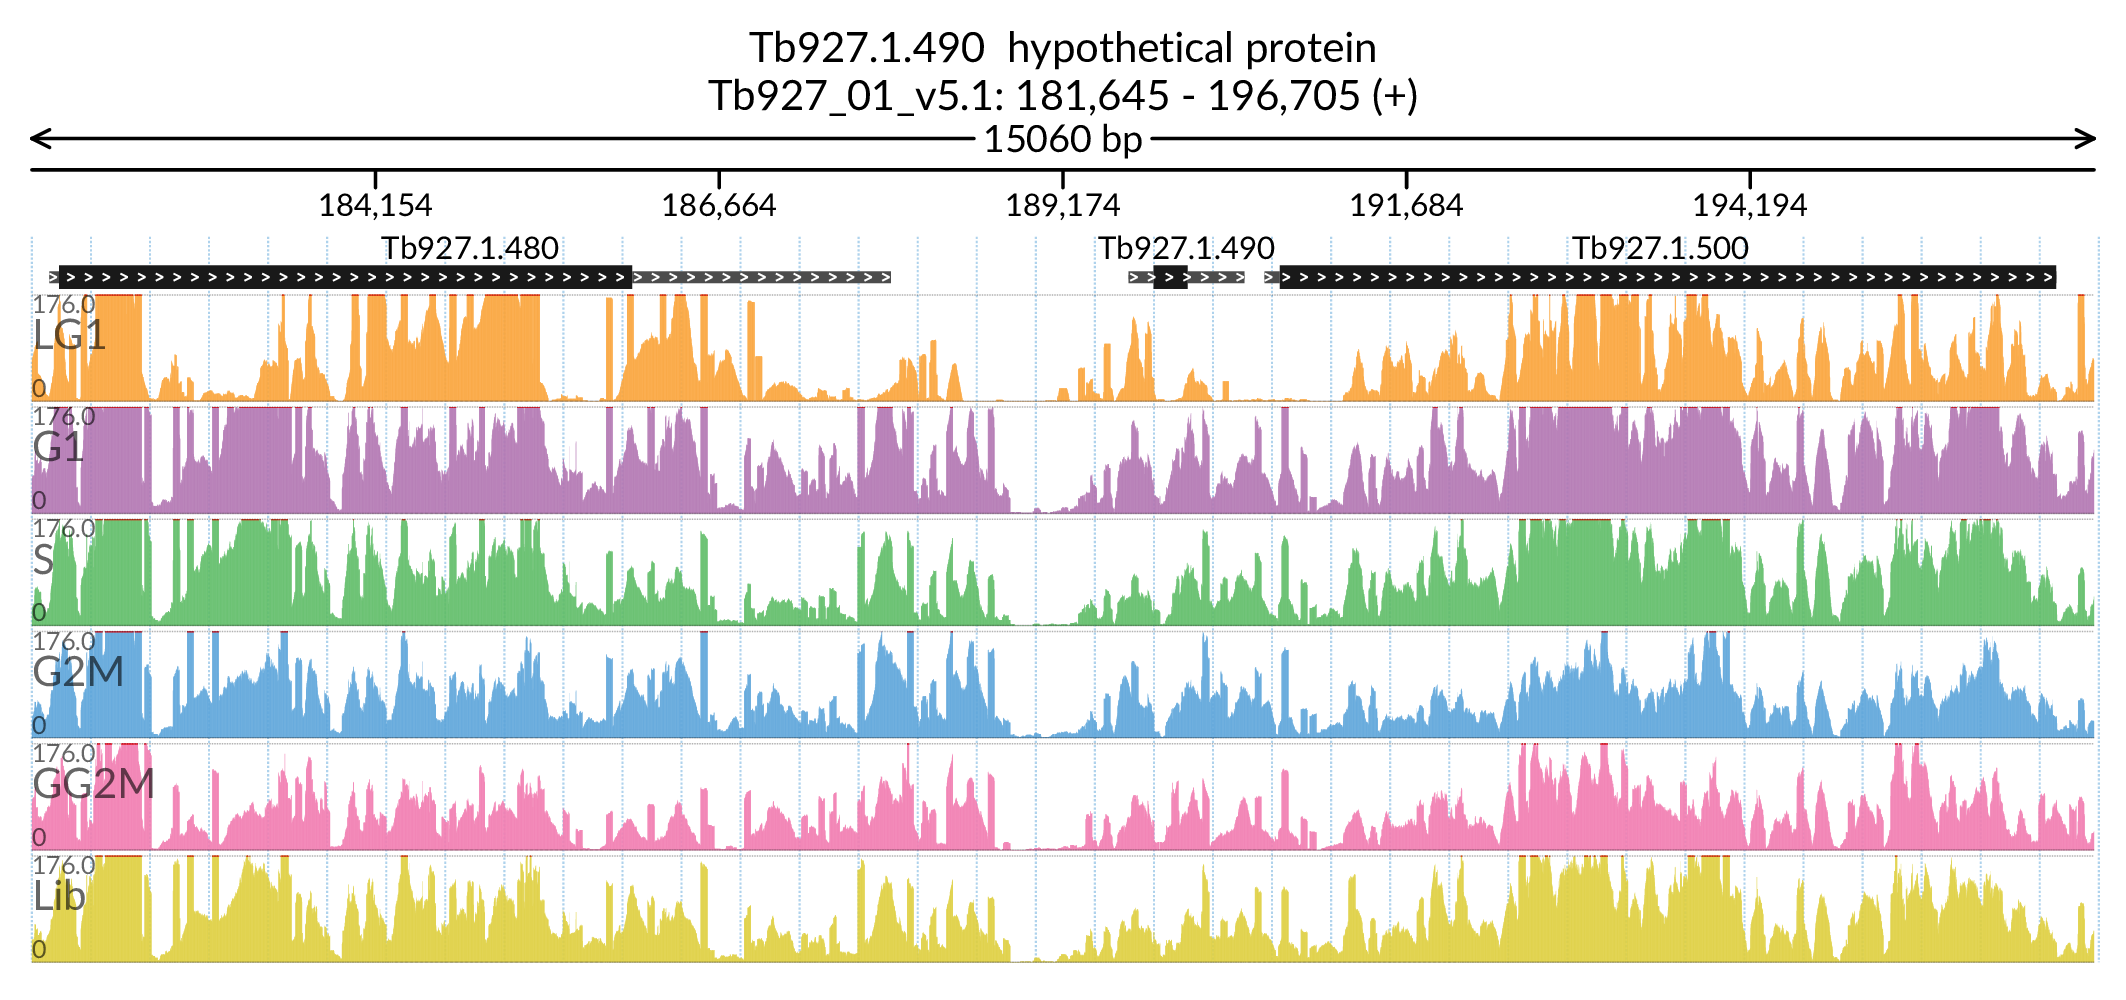 Tb927.1.490 hypothetical protein
Tb927_01_v5.1: 181,645 - 196,705 (+)
15060 bp
184,154 186,664 189,174 191,684 194,194
Tb927.1.480 Tb927.1.490 Tb927.1.500
176.0
LG1
0
176.0
G1
0
176.0
S
0
176.0
G2M
0
176.0
GG2M
0
176.0
Lib
0